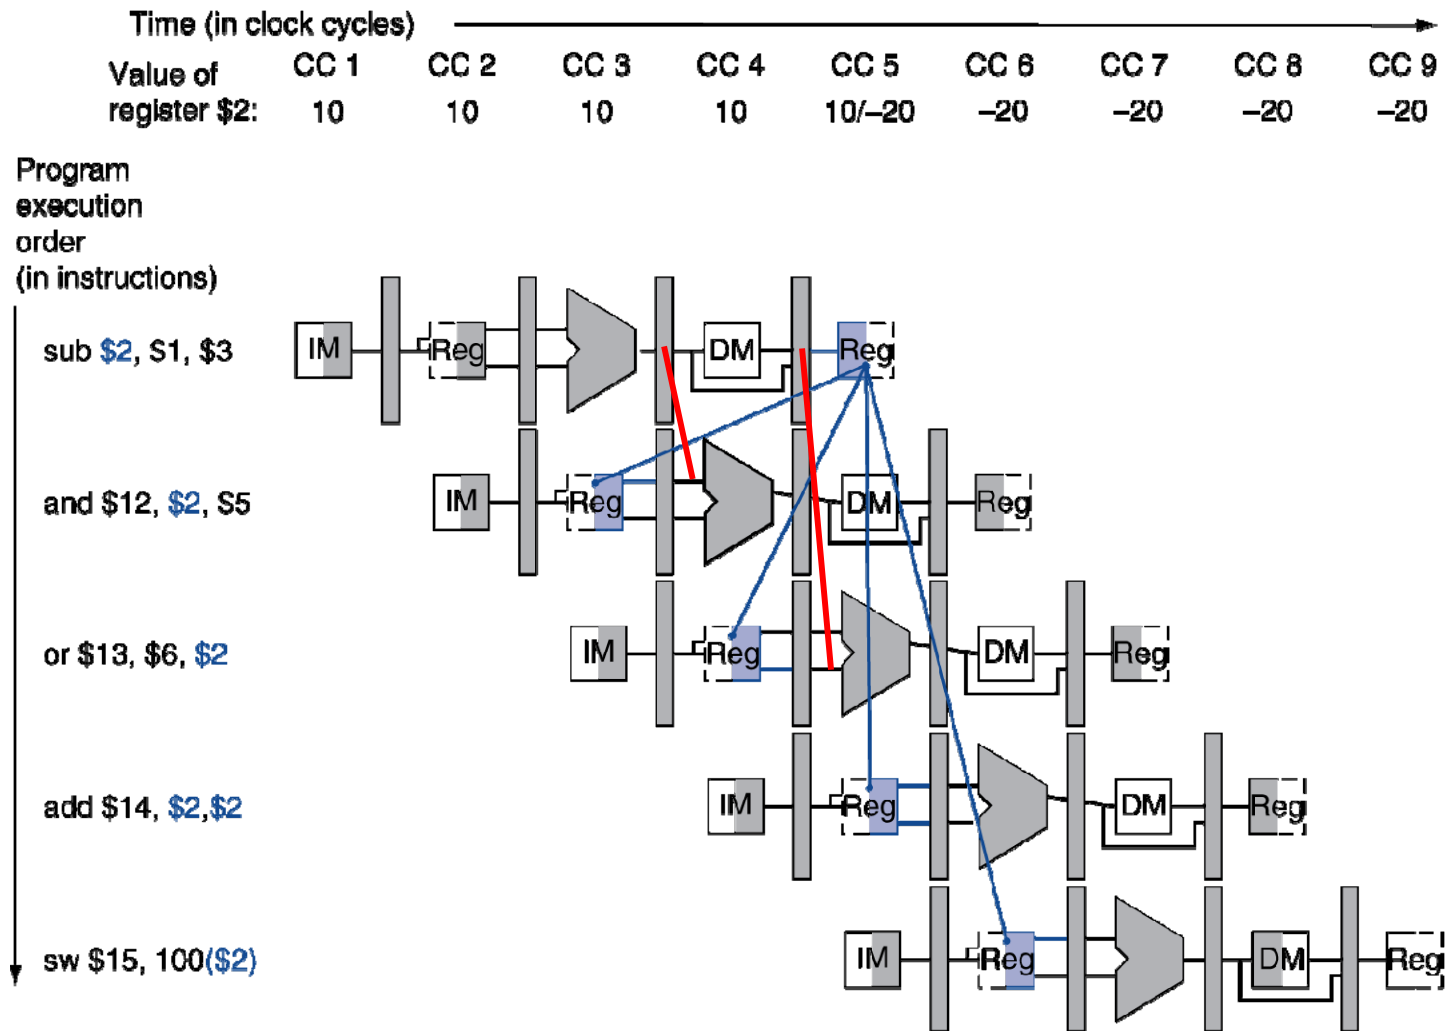 Time (in clock cycles)
Value of register $2:
CC 1 CC 2 CC 3 CC 4 CC 5 CC 6 CC 7 CC 8 CC 9
10 10 10 10 10/–20 –20 –20 –20 –20
Program
execution
order
(in instructions)
sub $2, S1, $3
IM Reg DM Reg
and $12, $2, S5
IM Reg DM Reg
or $13, $6, $2
IM Reg DM Reg
add $14, $2,$2
IM Reg DM Reg
sw $15, 100($2)
IM Reg DM Reg